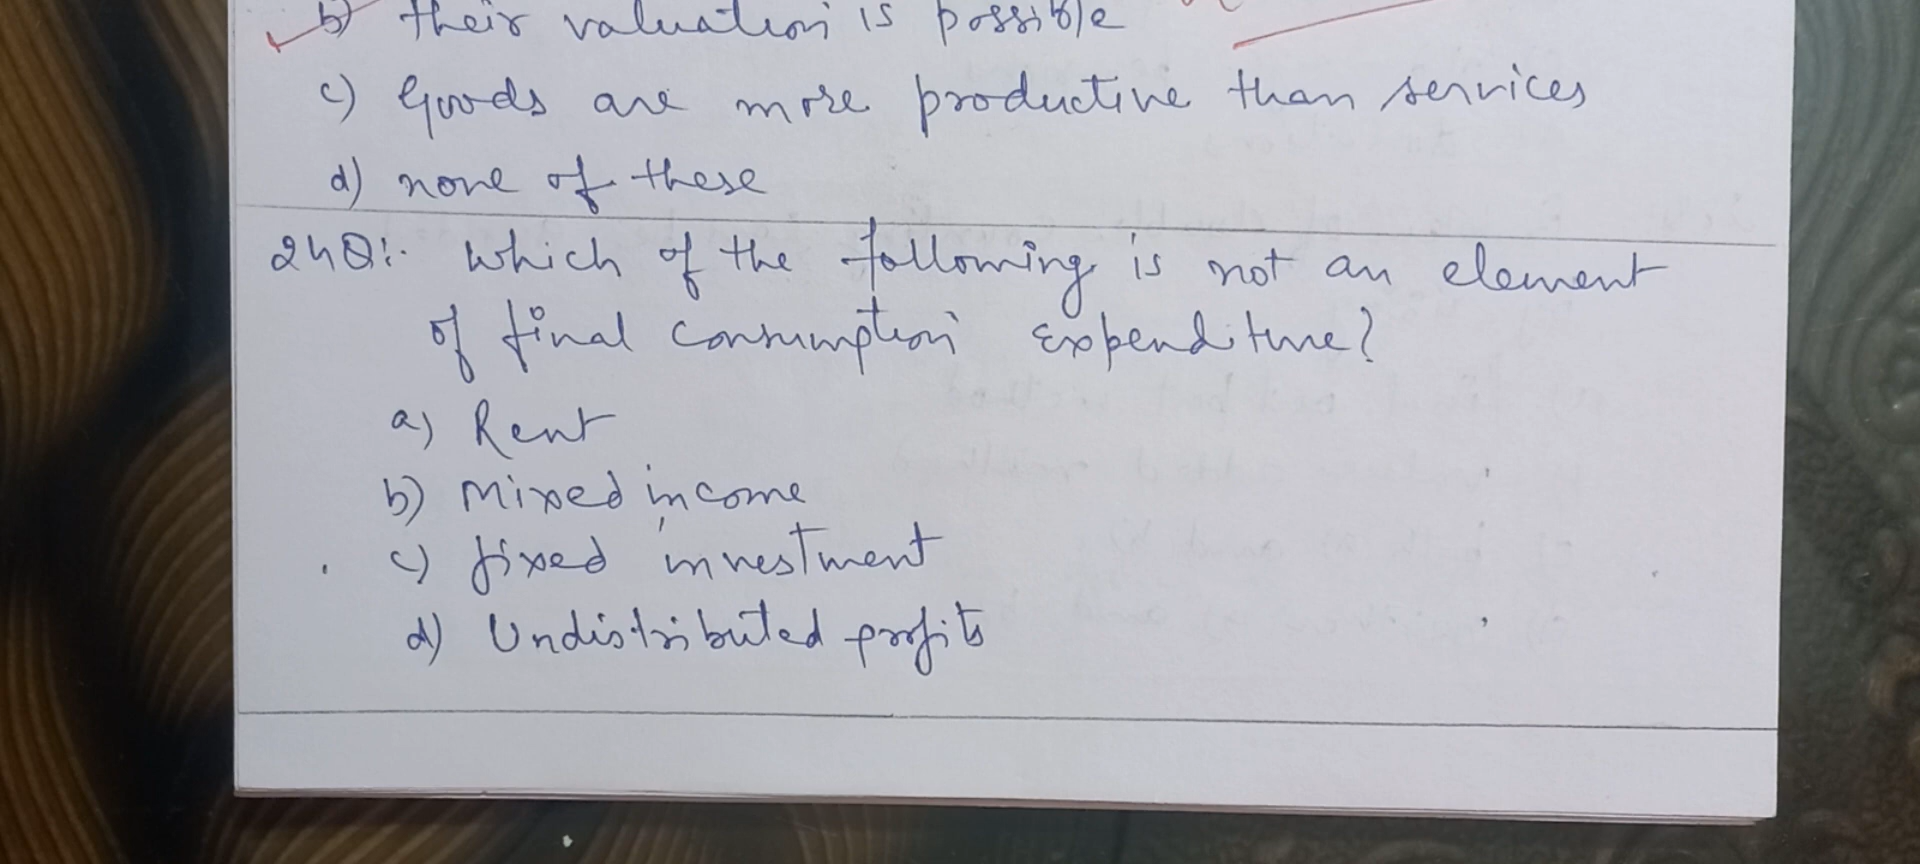 b) their valuation is possible
c) Goods are more productive than services
d) none of these
24Q:- Which of the following is not an element
of final consumption expenditure?
a) Rent
b) Mixed income
c) fixed investment
d) Undistributed profits